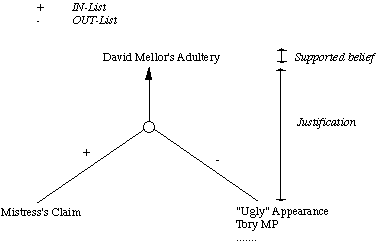 + IN-List
- OUT-List
David Mellor's Adultery
Supported belief
Justification
+
-
Mistress's Claim
"Ugly" Appearance
Tory MP
.......